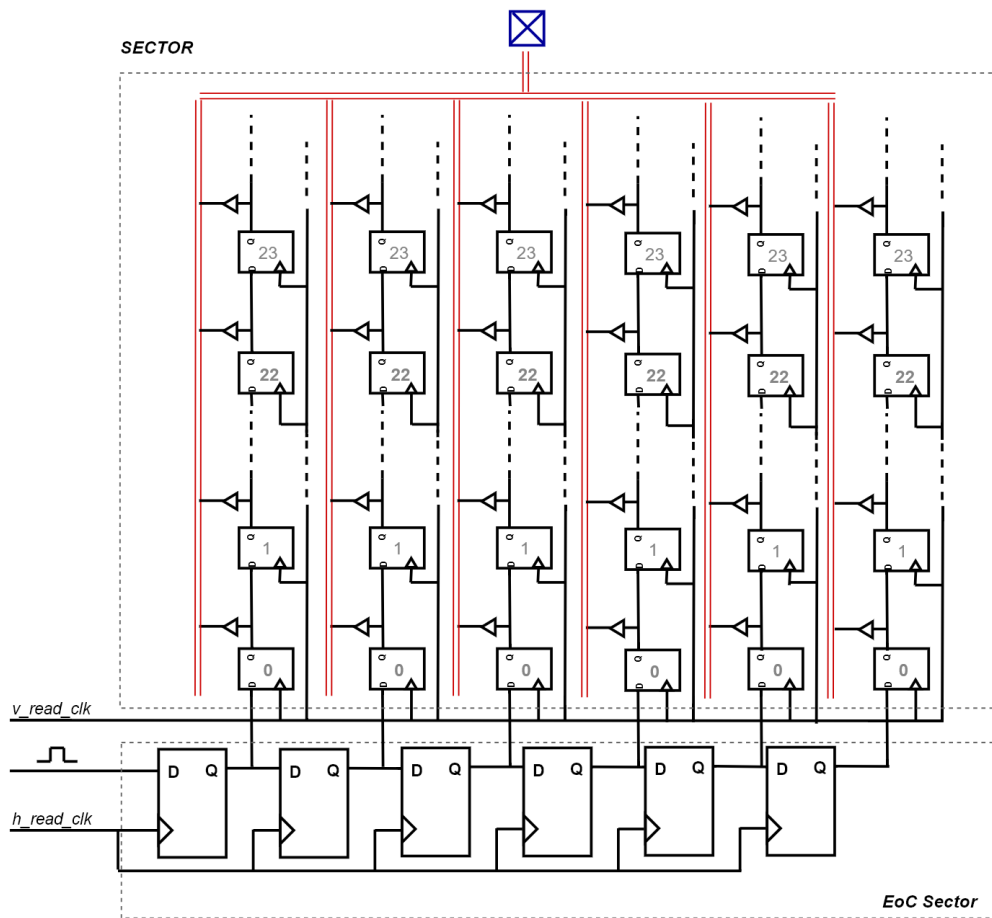 SECTOR
Q Q Q Q Q Q
23 23 23 23 23 23
D D D D D D
Q Q Q Q Q Q
22 22 22 22 22 22
D D D D D D
Q Q Q Q Q Q
1 1 1 1 1 1
D D D D D D
Q Q Q Q Q Q
0 0 0 0 0 0
D D D D D D
v_read_clk
D Q D Q D Q D Q D Q D Q
h_read_clk
EoC Sector